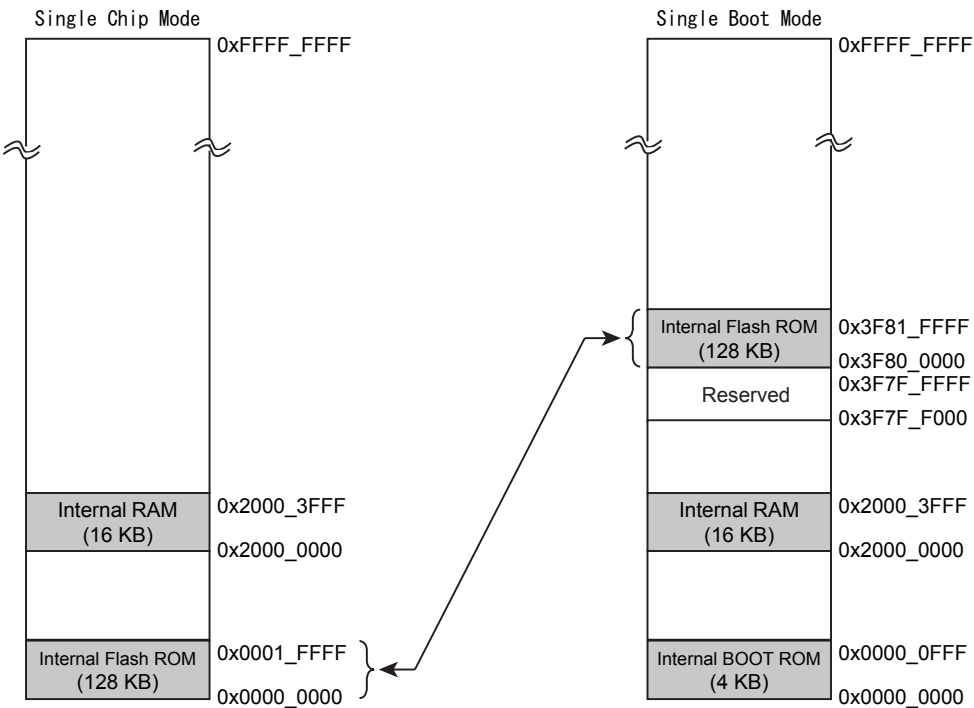 Single Chip Mode
0xFFFF_FFFF
Internal RAM
(16 KB)
0x2000_3FFF
0x2000_0000
Internal Flash ROM
(128 KB)
0x0001_FFFF
0x0000_0000
Single Boot Mode
0xFFFF_FFFF
Internal Flash ROM
(128 KB)
0x3F81_FFFF
0x3F80_0000
Reserved
0x3F7F_FFFF
0x3F7F_F000
Internal RAM
(16 KB)
0x2000_3FFF
0x2000_0000
Internal BOOT ROM
(4 KB)
0x0000_0FFF
0x0000_0000